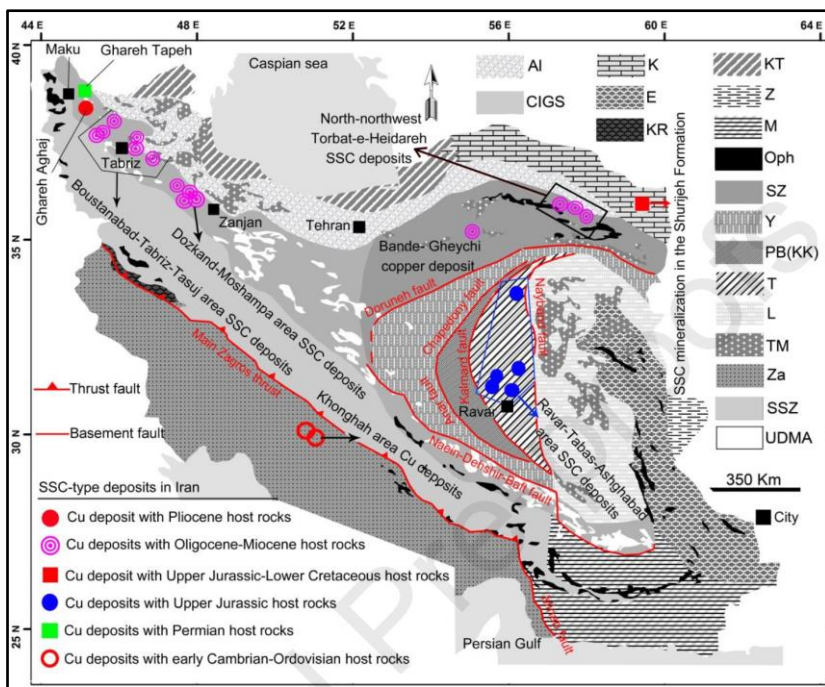 44 E
48 E
52 E
56 E
60 E
64 E
40 N
35 N
30 N
25 N
Maku
Ghareh Tapeh
Caspian sea
North-northwest
Torbat-e-Heidareh
SSC deposits
Ghareh Aghaj
Tabriz
Zanjan
Tehran
Bande- Gheychi
copper deposit
Boustanabad-Tabriz-Tasuj area SSC deposits
Dozkand-Moshampa area SSC deposits
Khonghah area Cu deposits
Ravar-Tabas-Ashghabad
area SSC deposits
SSC mineralization in the Shurijeh Formation
Doruneh fault
Chapedony fault
Kalmard fault
Anar fault
Nayband fault
Naein-Dehshir-Baft fault
Main Zagros thrust
Ravar
Persian Gulf
Al
CIGS
K
E
KR
KT
Z
M
Oph
SZ
Y
PB(KK)
T
L
TM
Za
SSZ
UDMA
350 Km
City
Thrust fault
Basement fault
SSC-type deposits in Iran
Cu deposit with Pliocene host rocks
Cu deposits with Oligocene-Miocene host rocks
Cu deposit with Upper Jurassic-Lower Cretaceous host rocks
Cu deposits with Upper Jurassic host rocks
Cu deposits with Permian host rocks
Cu deposits with early Cambrian-Ordovisian host rocks